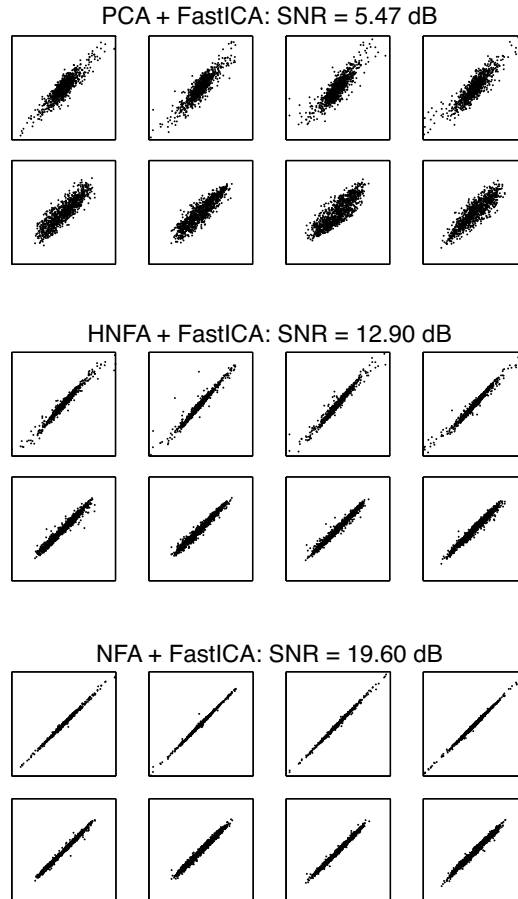 PCA + FastICA: SNR = 5.47 dB
HNFA + FastICA: SNR = 12.90 dB
NFA + FastICA: SNR = 19.60 dB